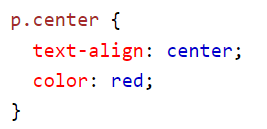 p.center {
  text-align: center;
  color: red;
}